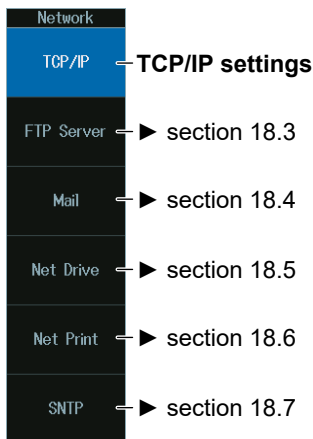 Network
TCP/IP TCP/IP settings
FTP Server ► section 18.3
Mail ► section 18.4
Net Drive ► section 18.5
Net Print ► section 18.6
SNTP ► section 18.7